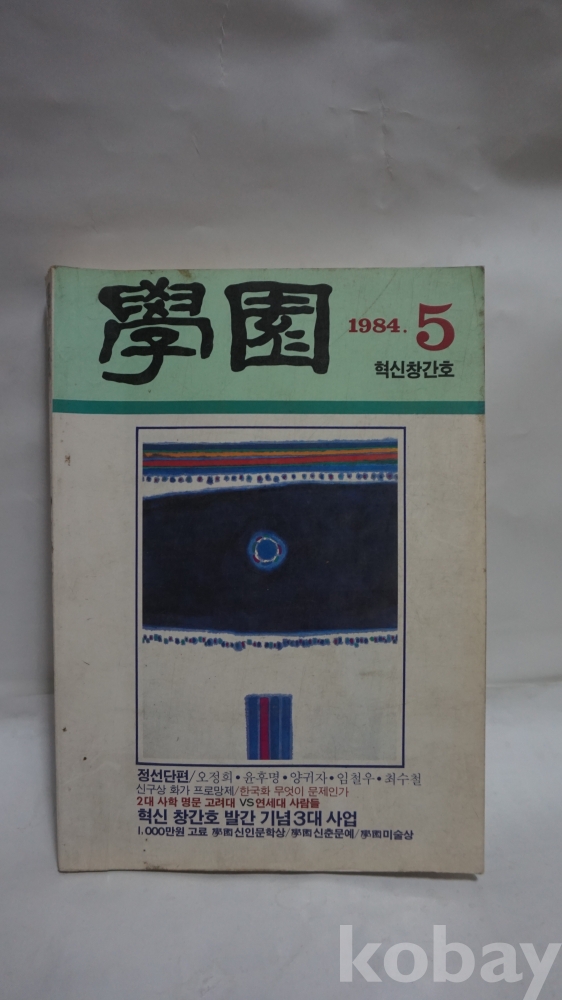 學園
1984. 5
혁신창간호
정선단편/오정희•윤후명•양귀자•임철우•최수철
신구상 화가 프로망제/한국화 무엇이 문제인가
2대 사학 명문 고려대 VS 연세대 사람들
혁신 창간호 발간 기념 3대 사업
1,000만원 고료 學園신인문학상/學園신춘문예/學園미술상
kobay